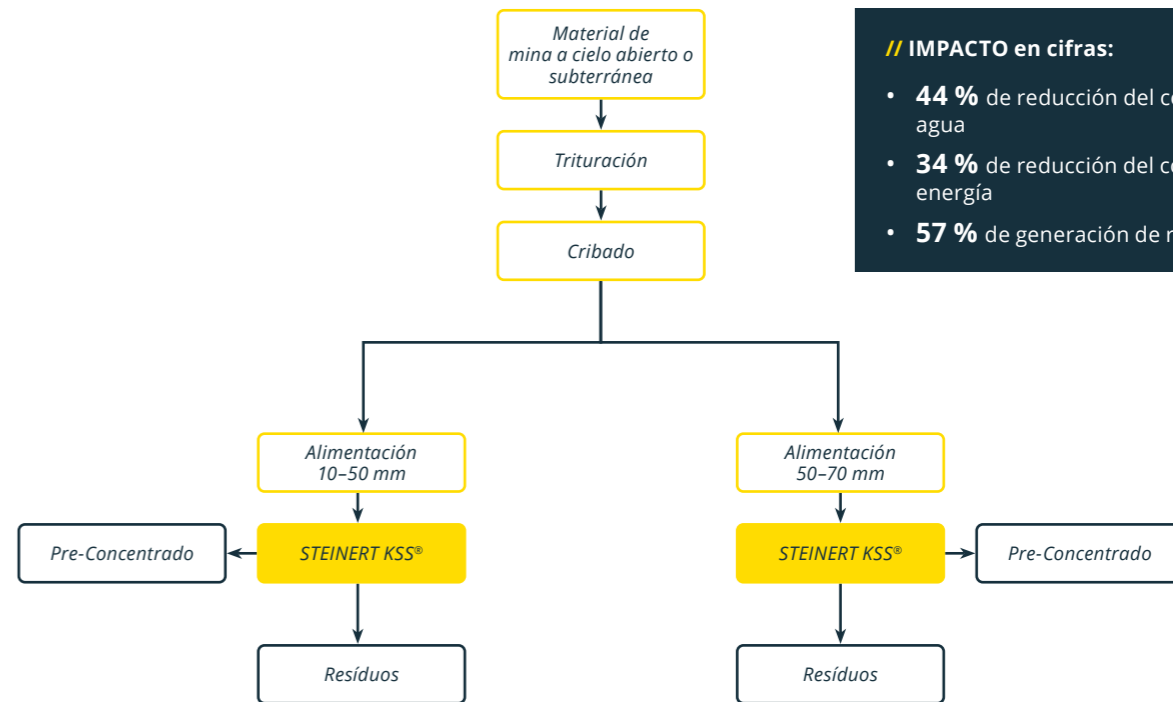 Material de
mina a cielo abierto o
subterránea
// IMPACTO en cifras:
• 44 % de reducción del
agua
• 34 % de reducción del
energía
• 57 % de generación de
Trituración
Cribado
Alimentación
10–50 mm
Alimentación
50–70 mm
Pre-Concentrado
STEINERT KSS®
STEINERT KSS®
Pre-Concentrado
Resíduos
Resíduos